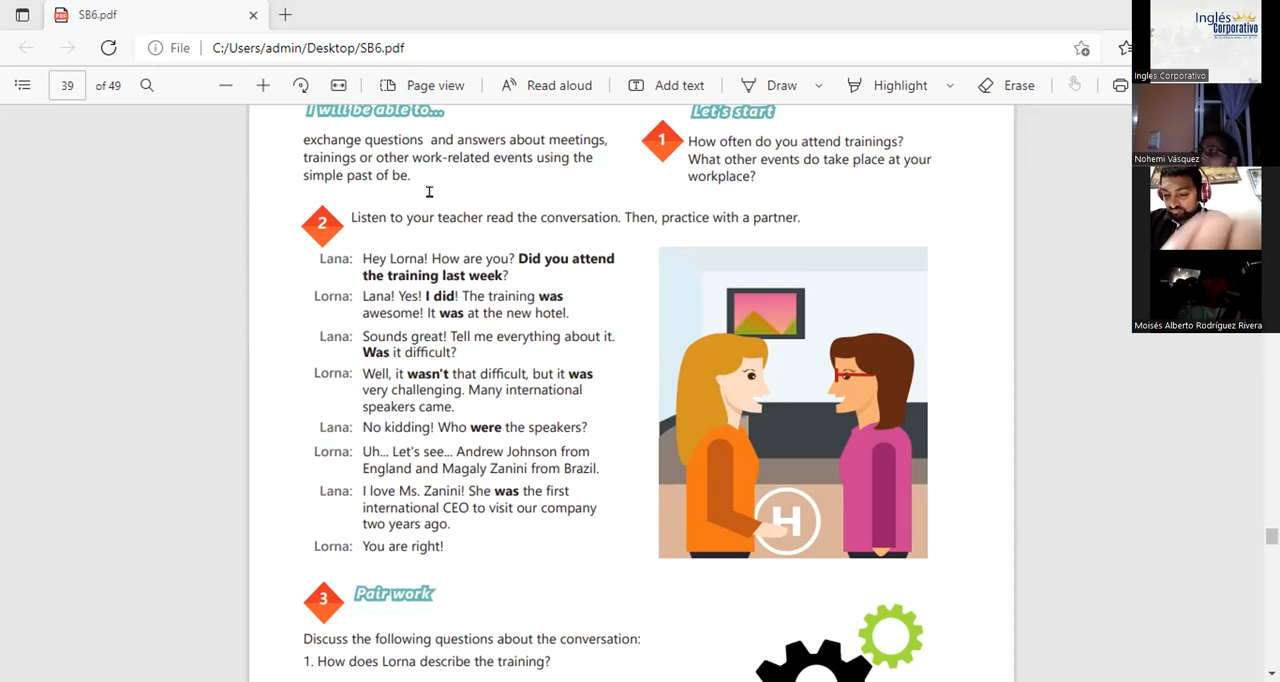 SB6.pdf
File
C:/Users/admin/Desktop/SB6.pdf
39
of 49
Page view
Read aloud
Add text
Draw
Highlight
Erase
I will be able to...
exchange questions and answers about meetings,
trainings or other work-related events using the
simple past of be.
Let's start
1
How often do you attend trainings?
What other events do take place at your
workplace?
2
Listen to your teacher read the conversation. Then, practice with a partner.
Lana: Hey Lorna! How are you? Did you attend
the training last week?
Lorna: Lana! Yes! I did! The training was
awesome! It was at the new hotel.
Lana: Sounds great! Tell me everything about it.
Was it difficult?
Lorna: Well, it wasn't that difficult, but it was
very challenging. Many international
speakers came.
Lana: No kidding! Who were the speakers?
Lorna: Uh... Let's see... Andrew Johnson from
England and Magaly Zanini from Brazil.
Lana: I love Ms. Zanini! She was the first
international CEO to visit our company
two years ago.
Lorna: You are right!
H
3
Pair work
Discuss the following questions about the conversation:
1. How does Lorna describe the training?
Inglés
Corporativo
Ingles Corporativo
Nohemi Vásquez
Moisés Alberto Rodríguez Rivera